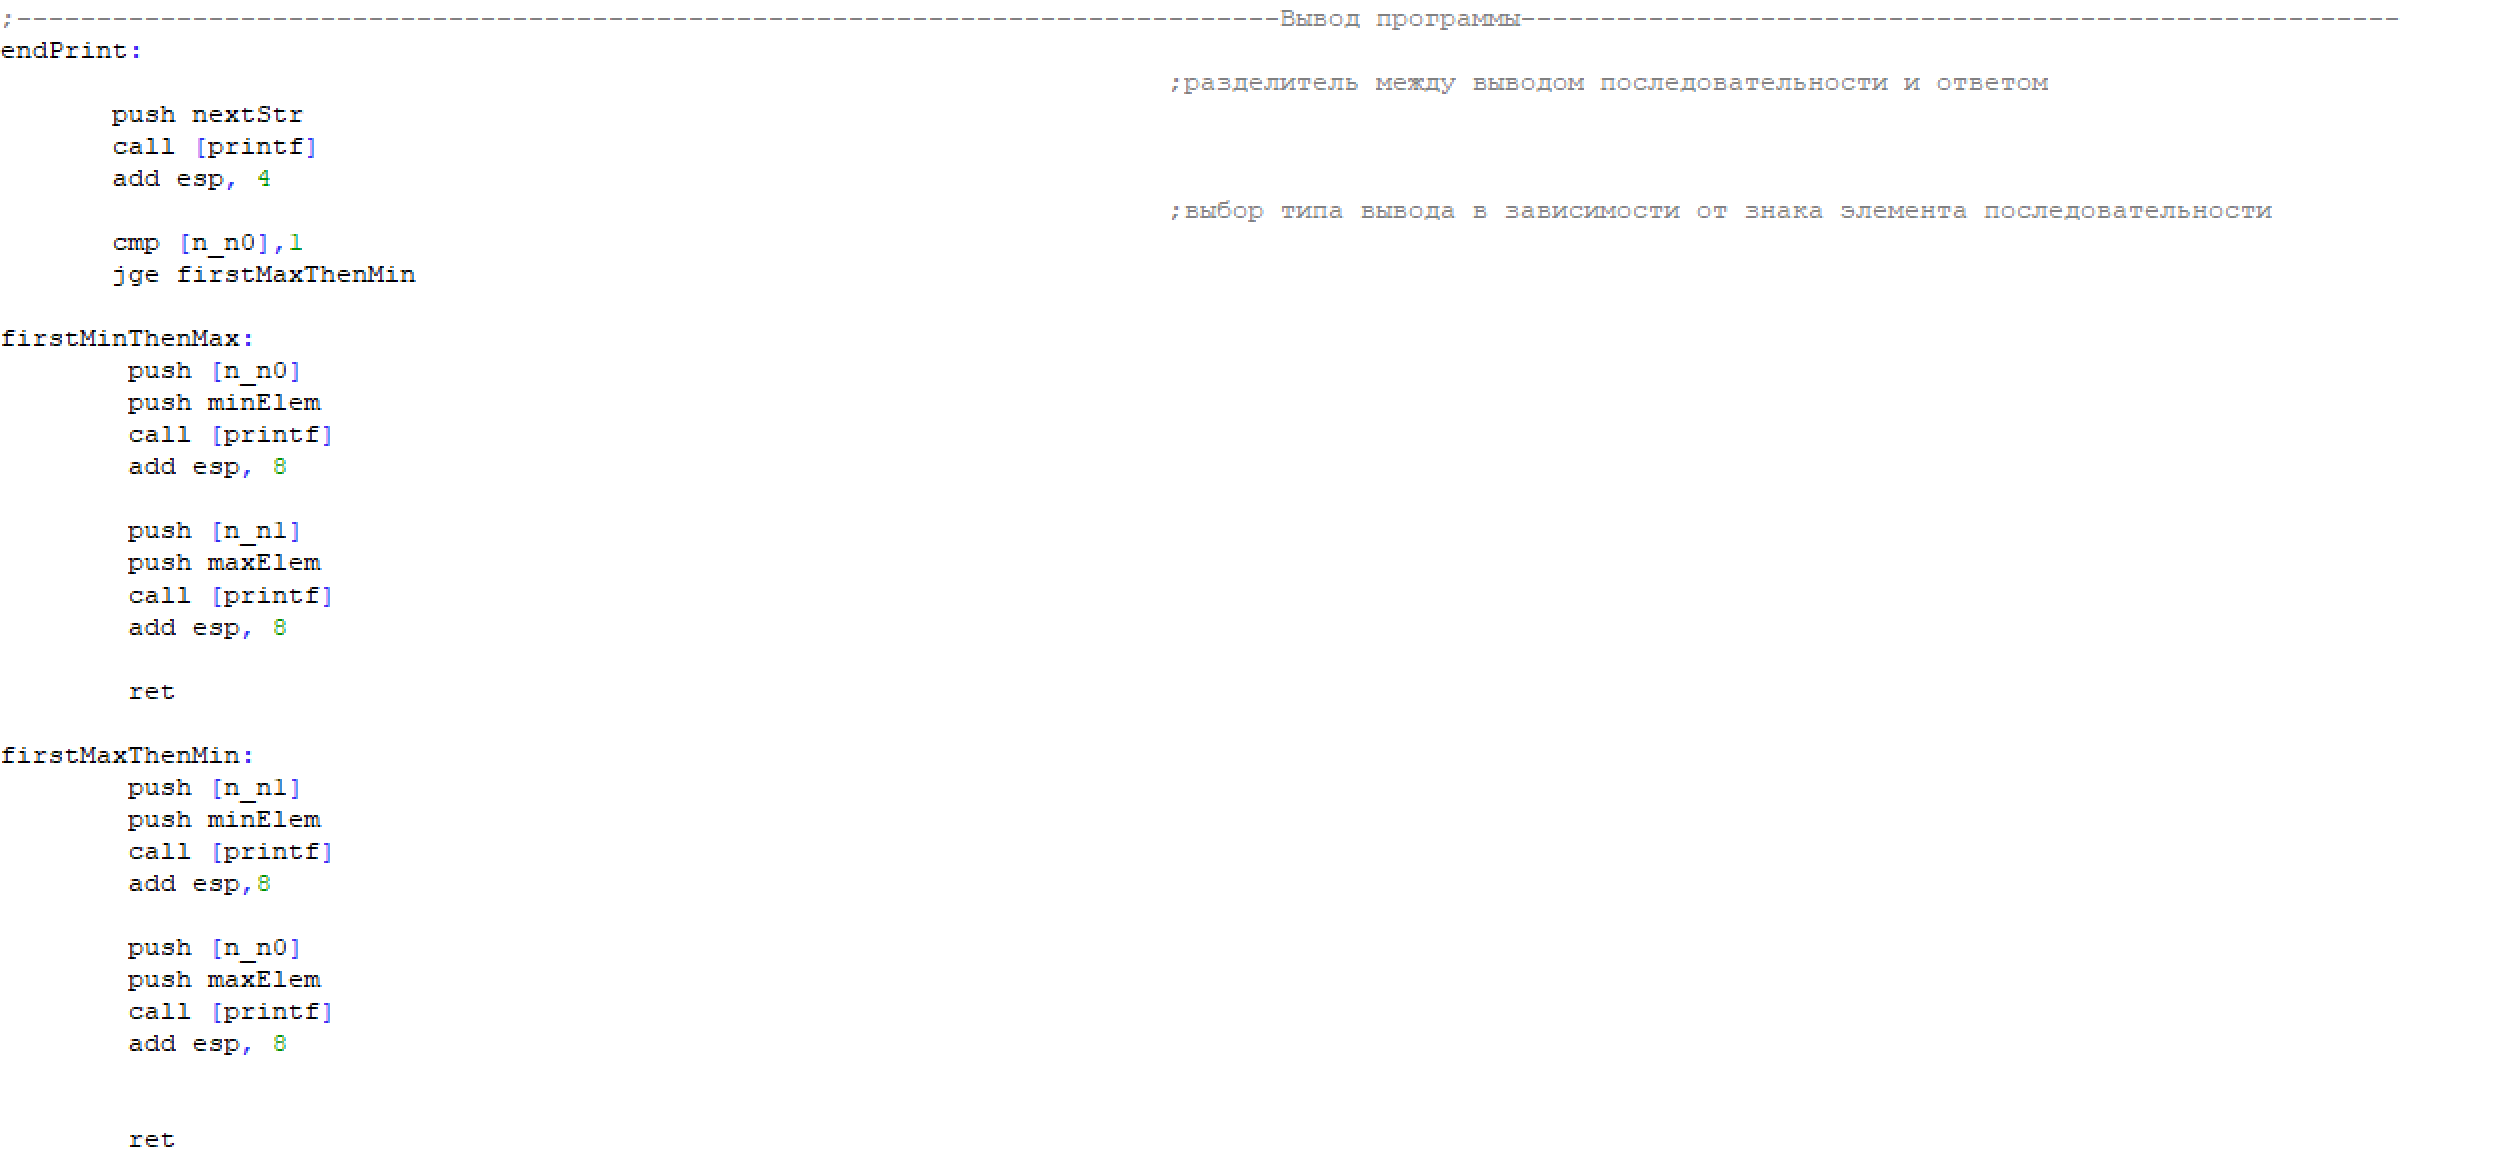 ;-------------------------------------------------------------------------------Вывод программы-------------------------------------------------------
endPrint:
;разделитель между выводом последовательности и ответом
push nextStr
call [printf]
add esp, 4
;выбор типа вывода в зависимости от знака элемента последовательности
cmp [n_n0],1
jge firstMaxThenMin
firstMinThenMax:
push [n_n0]
push minElem
call [printf]
add esp, 8
push [n_n1]
push maxElem
call [printf]
add esp, 8
ret
firstMaxThenMin:
push [n_n1]
push minElem
call [printf]
add esp,8
push [n_n0]
push maxElem
call [printf]
add esp, 8
ret